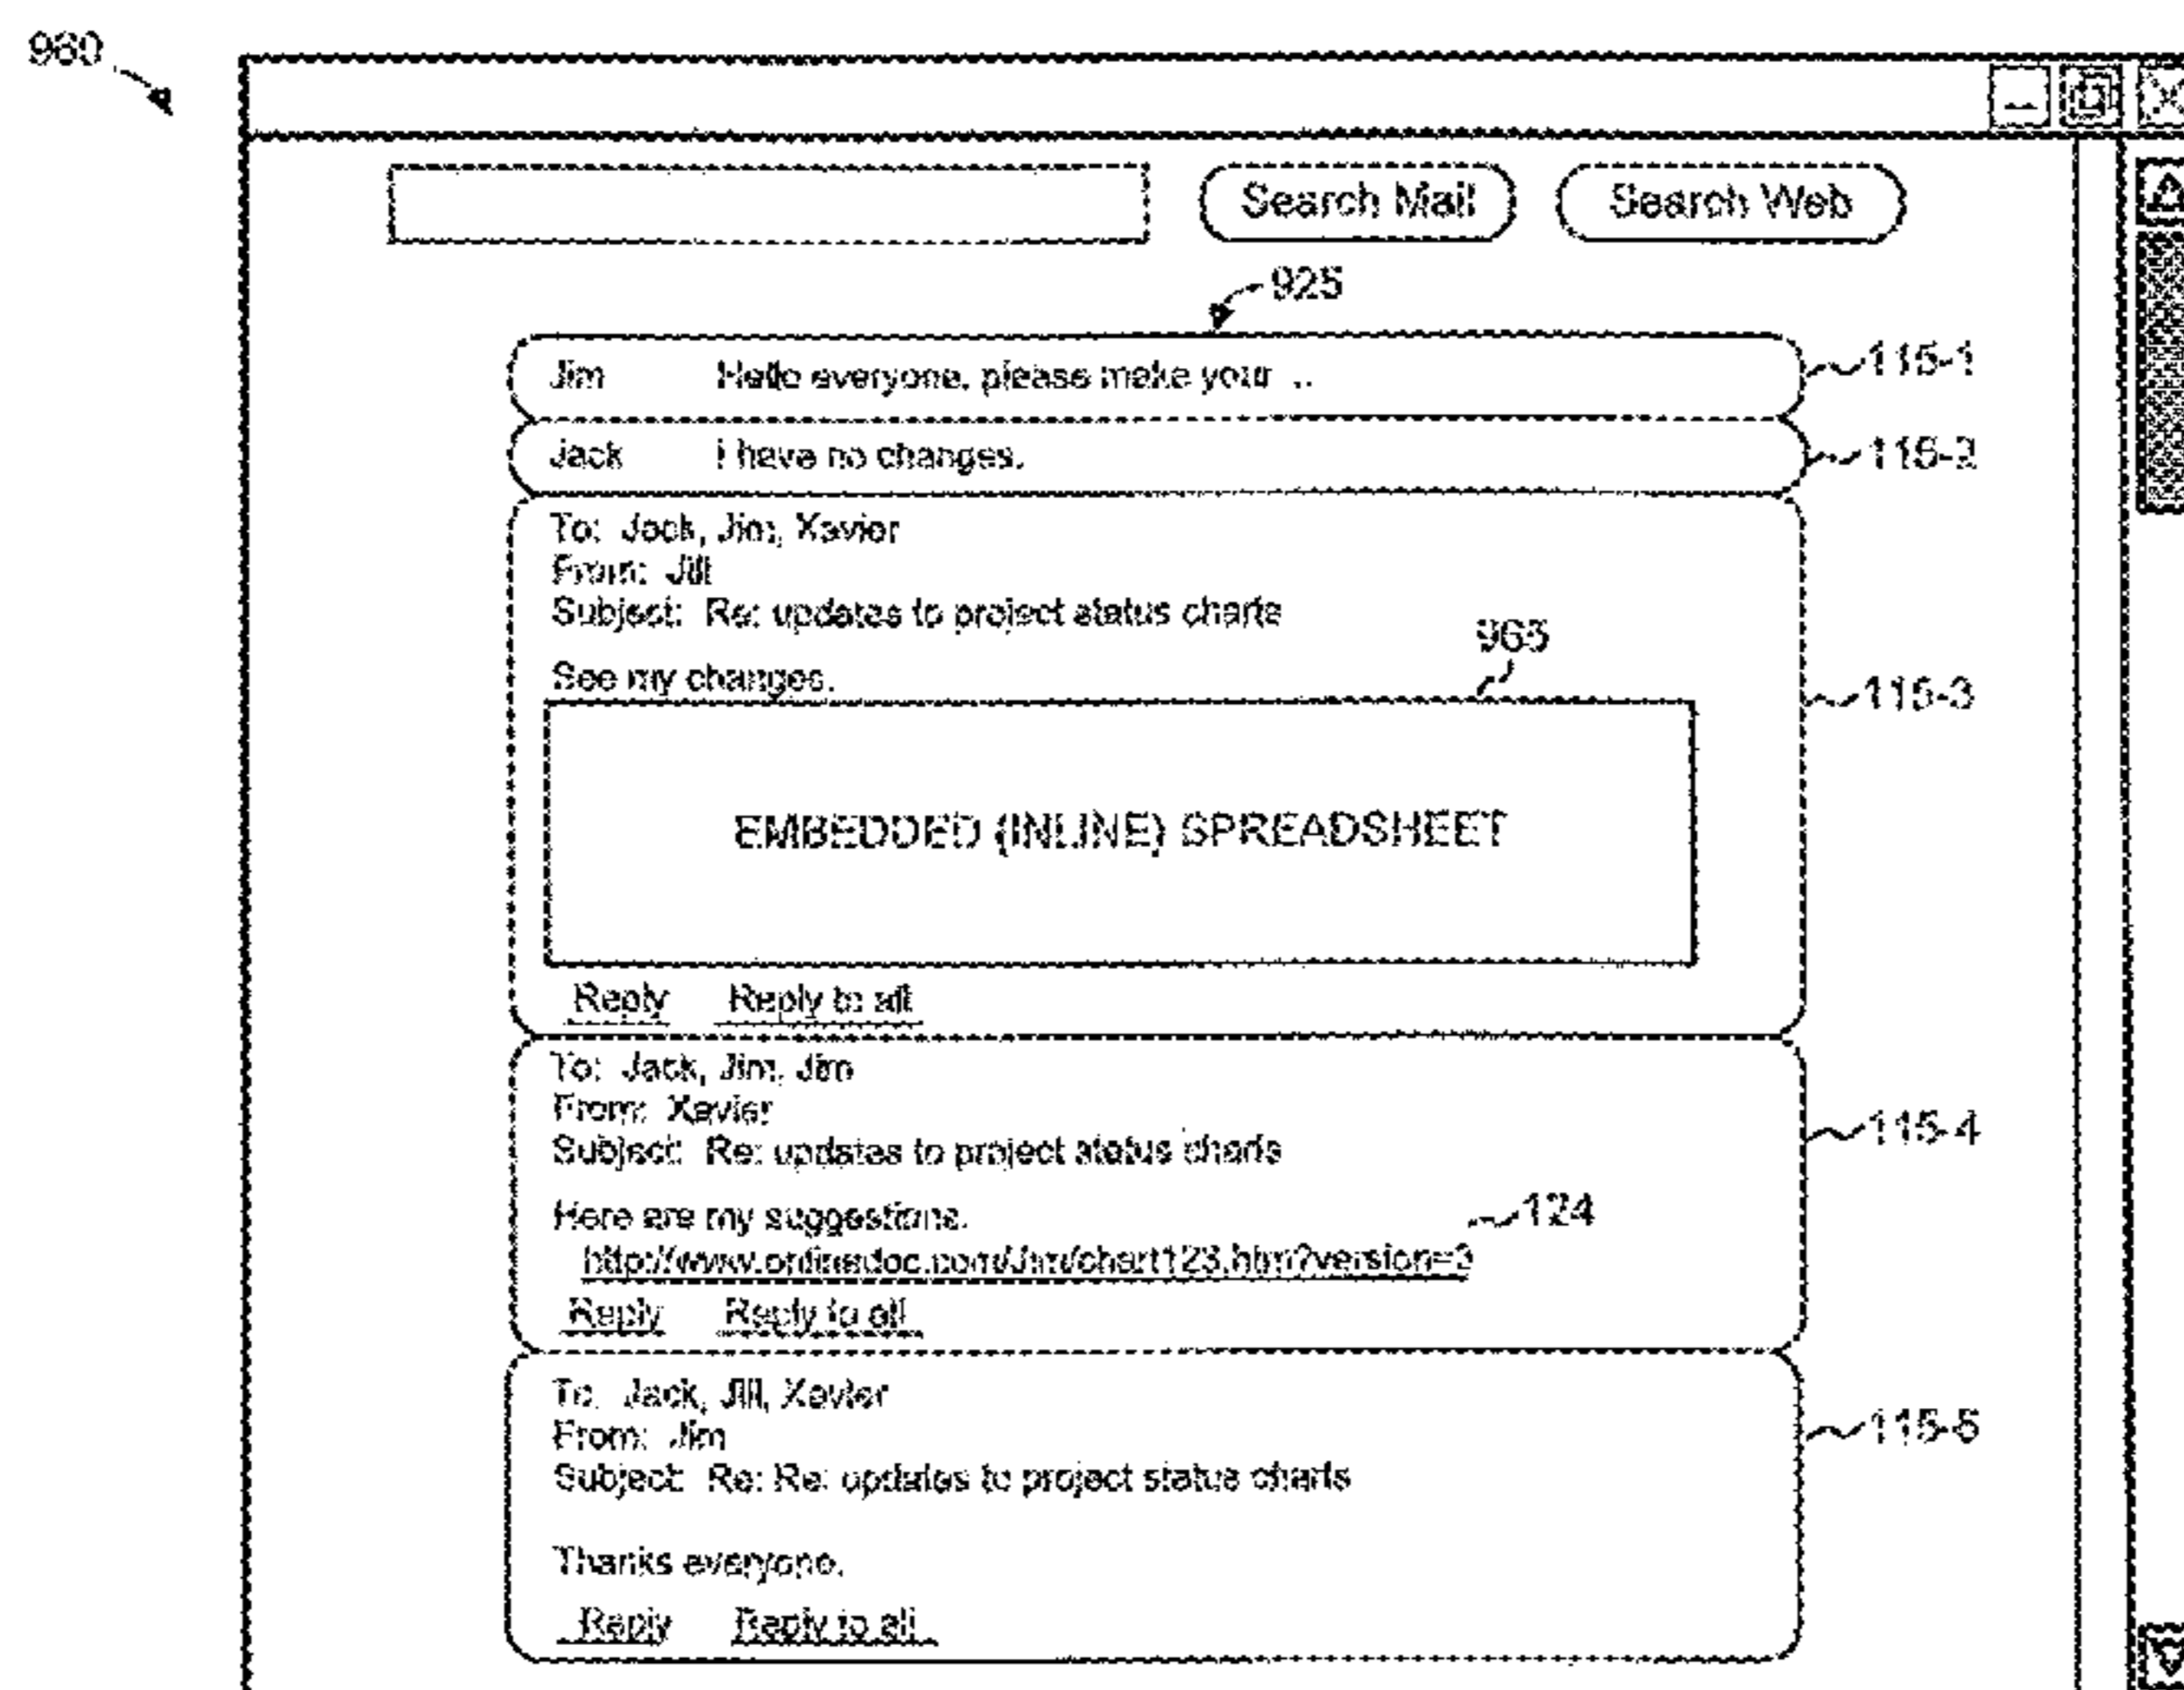 960
Search Mail Search Web
925
Jim Hello everyone, please make your ... 115-1
Jack I have no changes. 115-2
To: Jack, Jim, Xavier
From: Jill
Subject: Re: updates to project status charts
965
See my changes.
115-3
EMBEDDED (INLINE) SPREADSHEET
Reply Reply to all
To: Jack, Jim, Jim
From: Xavier
115-4
Subject: Re: updates to project status charts
Here are my suggestions. 124
http://www.onlinedoc.com/Jim/chart123.htm?version=3
Reply Reply to all
To: Jack, Jill, Xavier
From: Jim 115-5
Subject: Re: Re: updates to project status charts
Thanks everyone.
Reply Reply to all